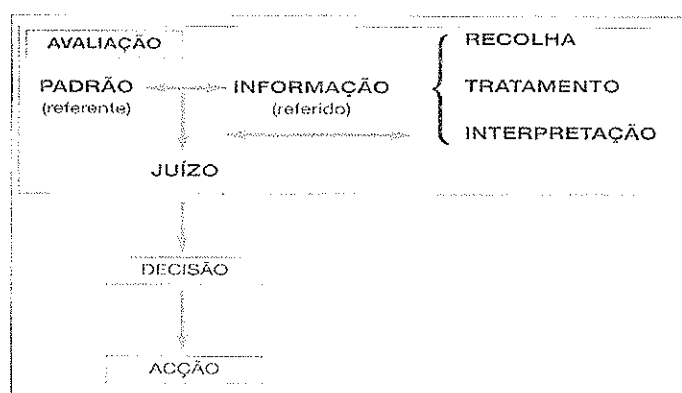 AVALIAÇÃO
PADRÃO
(referente)
INFORMAÇÃO
(referido)
RECOLHA
TRATAMENTO
INTERPRETAÇÃO
JUÍZO
DECISÃO
ACÇÃO